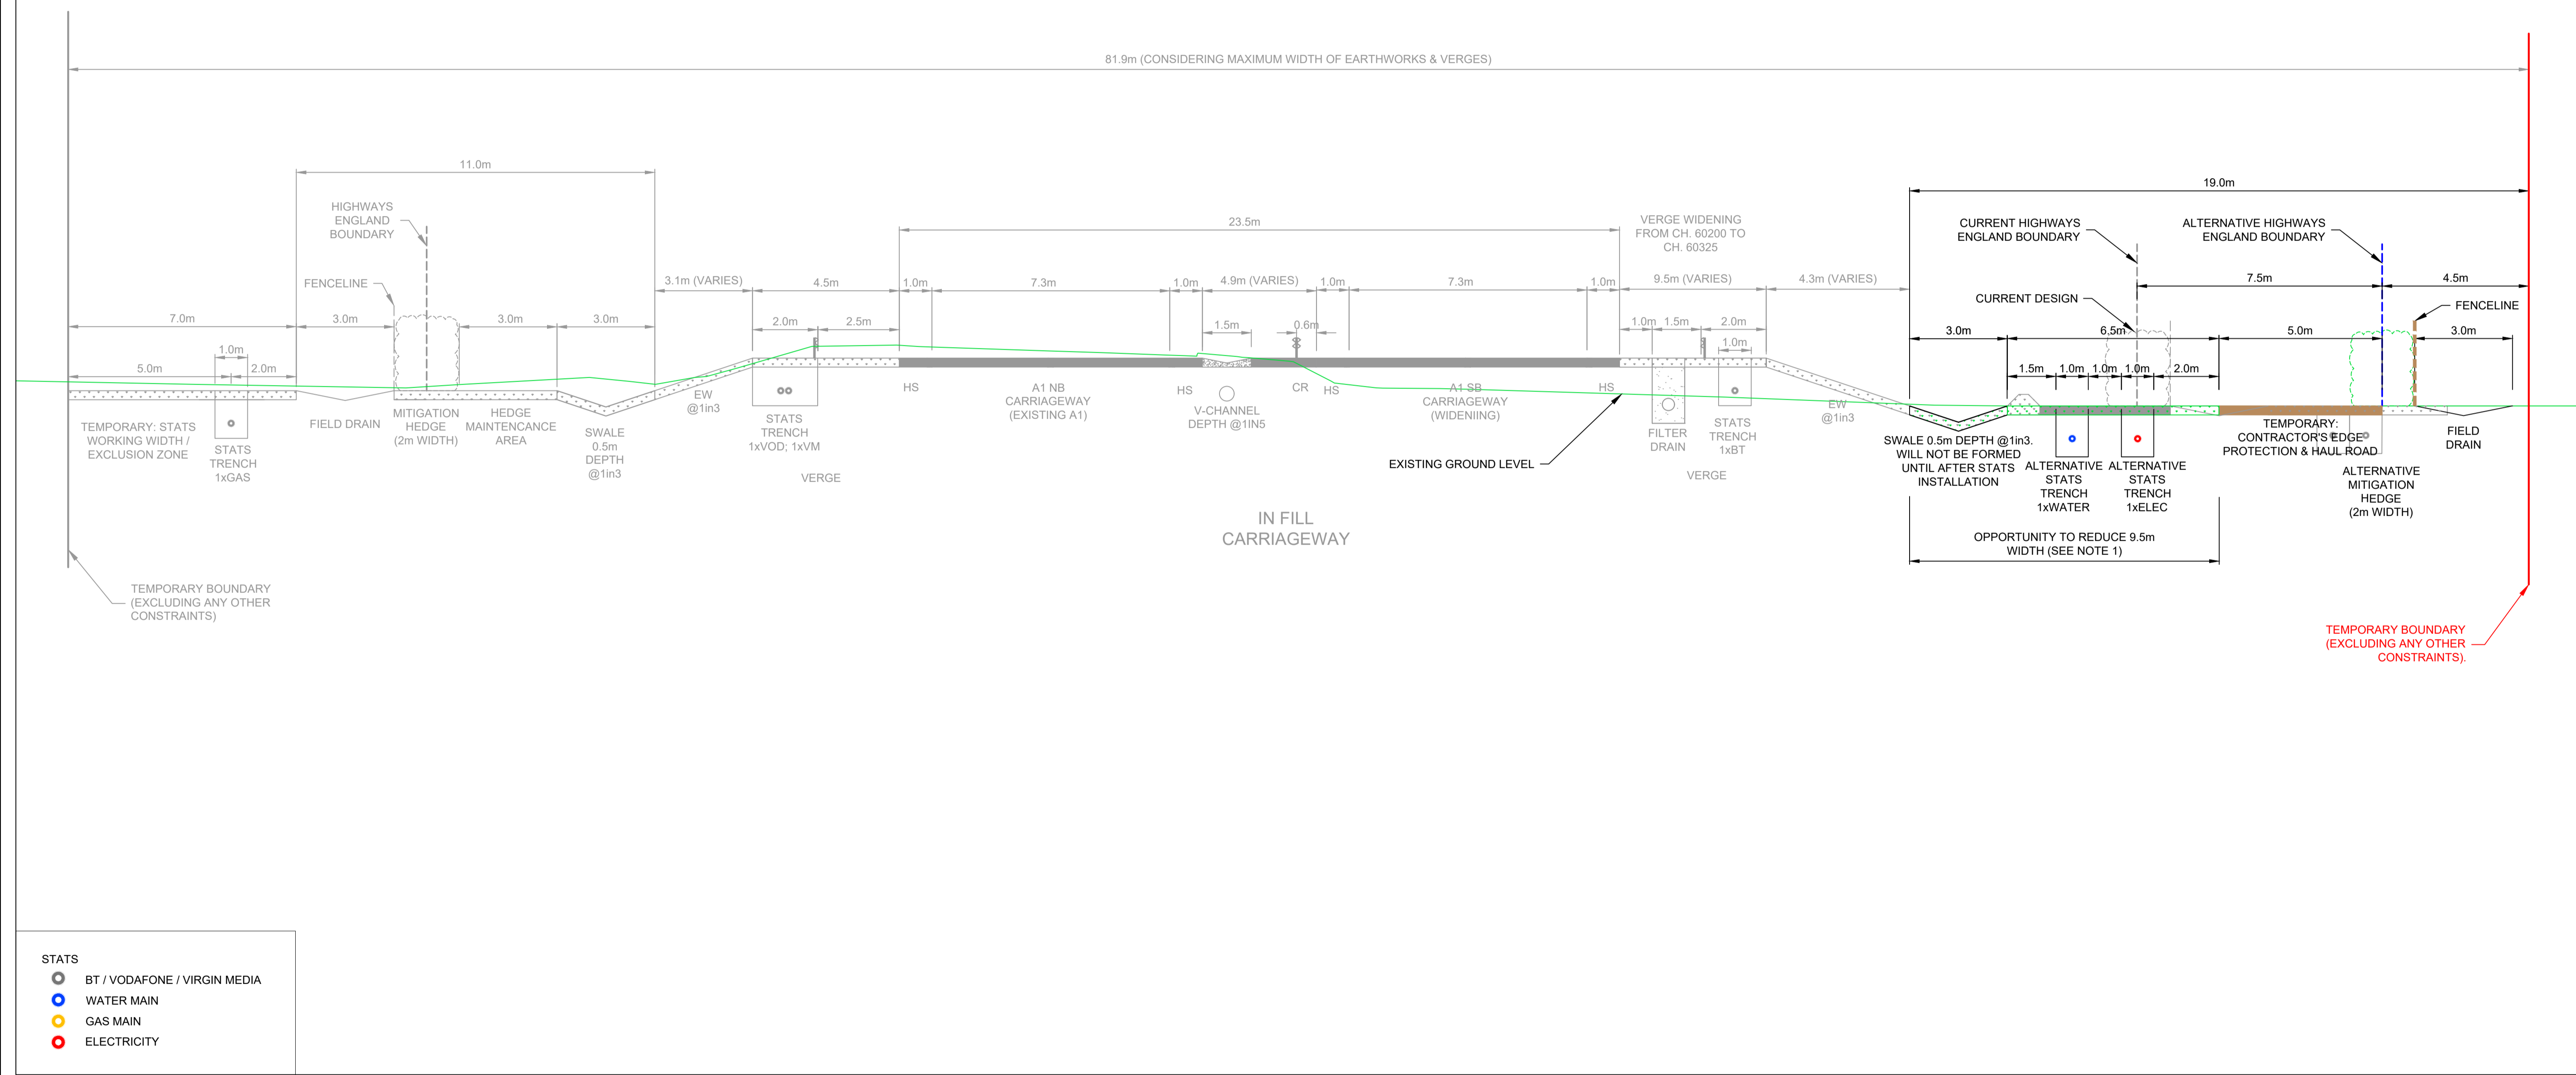 81.9m (CONSIDERING MAXIMUM WIDTH OF EARTHWORKS & VERGES)
11.0m
19.0m
HIGHWAYS
ENGLAND
BOUNDARY
23.5m
VERGE WIDENING
FROM CH. 60200 TO
CH. 60325
CURRENT HIGHWAYS
ENGLAND BOUNDARY
ALTERNATIVE HIGHWAYS
ENGLAND BOUNDARY
FENCELINE
3.1m (VARIES)
4.5m
1.0m
7.3m
1.0m
4.9m (VARIES)
1.0m
7.3m
1.0m
9.5m (VARIES)
4.3m (VARIES)
7.5m
4.5m
CURRENT DESIGN
FENCELINE
7.0m
3.0m
3.0m
3.0m
2.0m
2.5m
1.5m
0.6m
1.0m
1.5m
2.0m
3.0m
6.5m
5.0m
3.0m
1.0m
1.0m
5.0m
2.0m
1.5m
1.0m
1.0m
1.0m
2.0m
TEMPORARY: STATS
WORKING WIDTH /
EXCLUSION ZONE
STATS
TRENCH
1xGAS
FIELD DRAIN
MITIGATION
HEDGE
(2m WIDTH)
HEDGE
MAINTENCANCE
AREA
SWALE
0.5m
DEPTH
@1in3
EW
@1in3
STATS
TRENCH
1xVOD; 1xVM
VERGE
HS
A1 NB
CARRIAGEWAY
(EXISTING A1)
HS
V-CHANNEL
DEPTH @1IN5
CR
HS
A1 SB
CARRIAGEWAY
(WIDENIING)
HS
EXISTING GROUND LEVEL
FILTER
DRAIN
STATS
TRENCH
1xBT
VERGE
EW
@1in3
SWALE 0.5m DEPTH @1in3.
WILL NOT BE FORMED
UNTIL AFTER STATS
INSTALLATION
ALTERNATIVE
STATS
TRENCH
1xWATER
ALTERNATIVE
STATS
TRENCH
1xELEC
TEMPORARY:
CONTRACTOR'S EDGE
PROTECTION & HAUL ROAD
ALTERNATIVE
MITIGATION
HEDGE
(2m WIDTH)
FIELD
DRAIN
IN FILL
CARRIAGEWAY
OPPORTUNITY TO REDUCE 9.5m
WIDTH (SEE NOTE 1)
TEMPORARY BOUNDARY
(EXCLUDING ANY OTHER
CONSTRAINTS)
TEMPORARY BOUNDARY
(EXCLUDING ANY OTHER
CONSTRAINTS).
STATS
BT / VODAFONE / VIRGIN MEDIA
WATER MAIN
GAS MAIN
ELECTRICITY